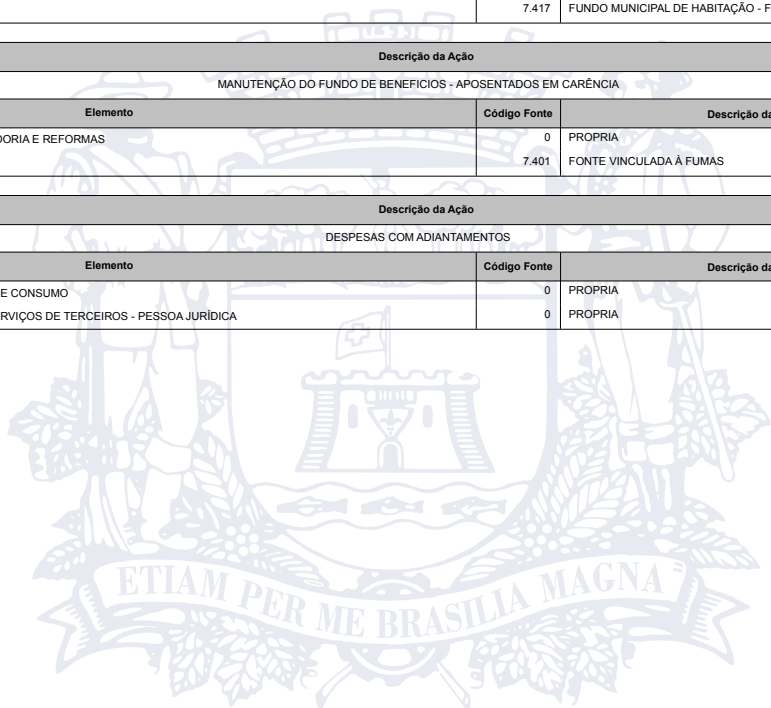 7.417 FUNDO MUNICIPAL DE HABITAÇÃO - F
Descrição da Ação
MANUTENÇÃO DO FUNDO DE BENEFICIOS - APOSENTADOS EM CARÊNCIA
Elemento Código Fonte Descrição da
DORIA E REFORMAS 0 PROPRIA
7.401 FONTE VINCULADA À FUMAS
Descrição da Ação
DESPESAS COM ADIANTAMENTOS
Elemento Código Fonte Descrição da
E CONSUMO 0 PROPRIA
RVIÇOS DE TERCEIROS - PESSOA JURÍDICA 0 PROPRIA
ETIAM PER ME BRASILIA MAGNA